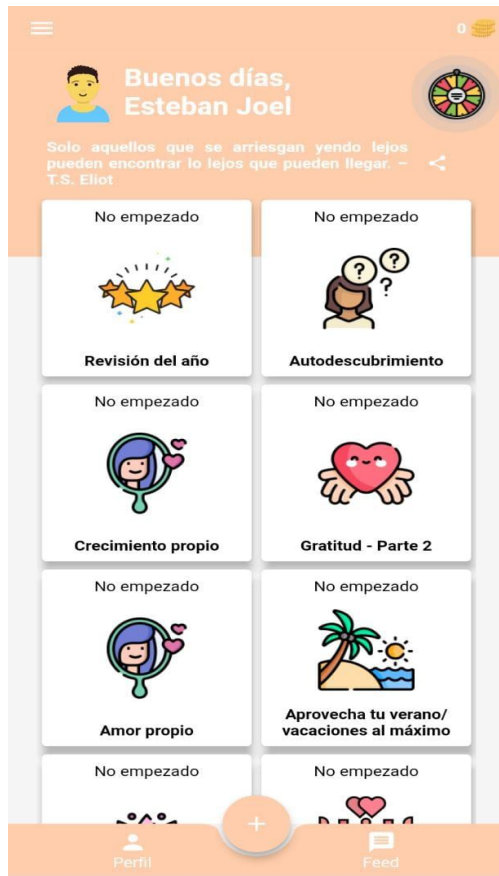 0
Buenos días,
Esteban Joel
Solo aquellos que se arriesgan yendo lejos
pueden encontrar lo lejos que pueden llegar. –
T.S. Eliot
No empezado
No empezado
Revisión del año
Autodescubrimiento
No empezado
No empezado
Crecimiento propio
Gratitud - Parte 2
No empezado
No empezado
Amor propio
Aprovecha tu verano/
vacaciones al máximo
No empezado
No empezado
Perfil
Feed